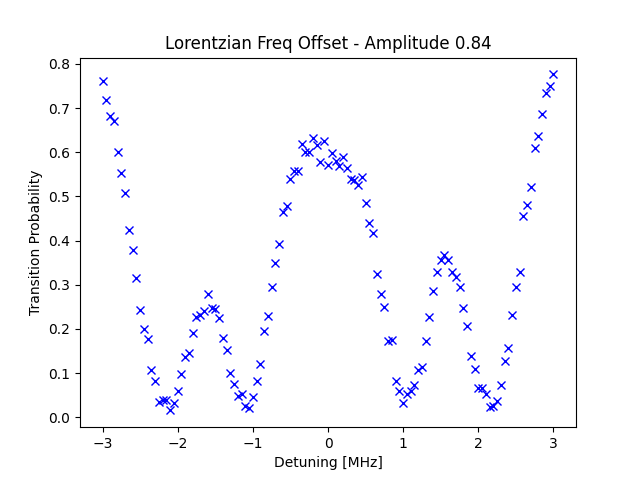 Lorentzian Freq Offset - Amplitude 0.84
0.8
0.7
0.6
0.5
0.4
0.3
0.2
0.1
0.0
Transition Probability
−3 −2 −1 0 1 2 3
Detuning [MHz]